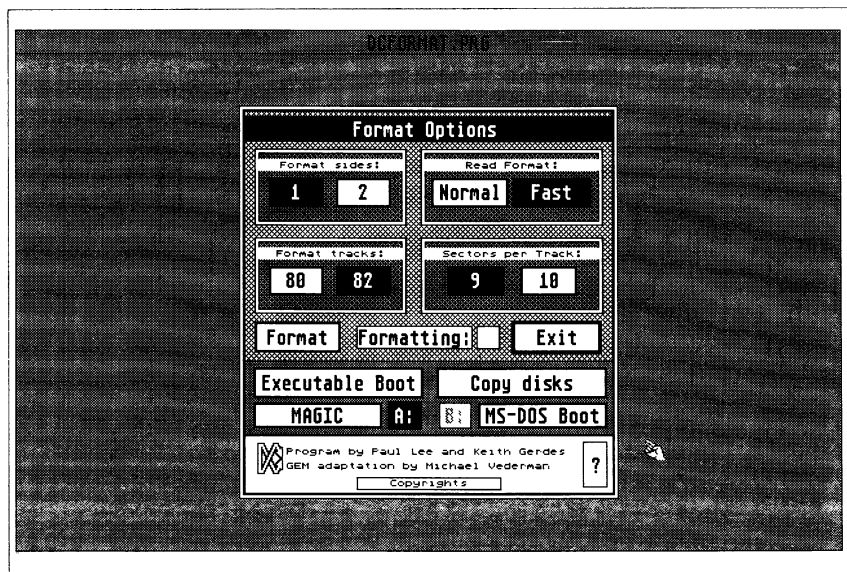 DCFORMAT.PRG
Format Options
Format sides:
1 2
Read Format:
Normal Fast
Format tracks:
80 82
Sectors per Track:
9 10
Format Formatting: Exit
Executable Boot Copy disks
MAGIC A: B: MS-DOS Boot
Program by Paul Lee and Keith Gerdes
GEM adaptation by Michael Vederman
?
Copyrights